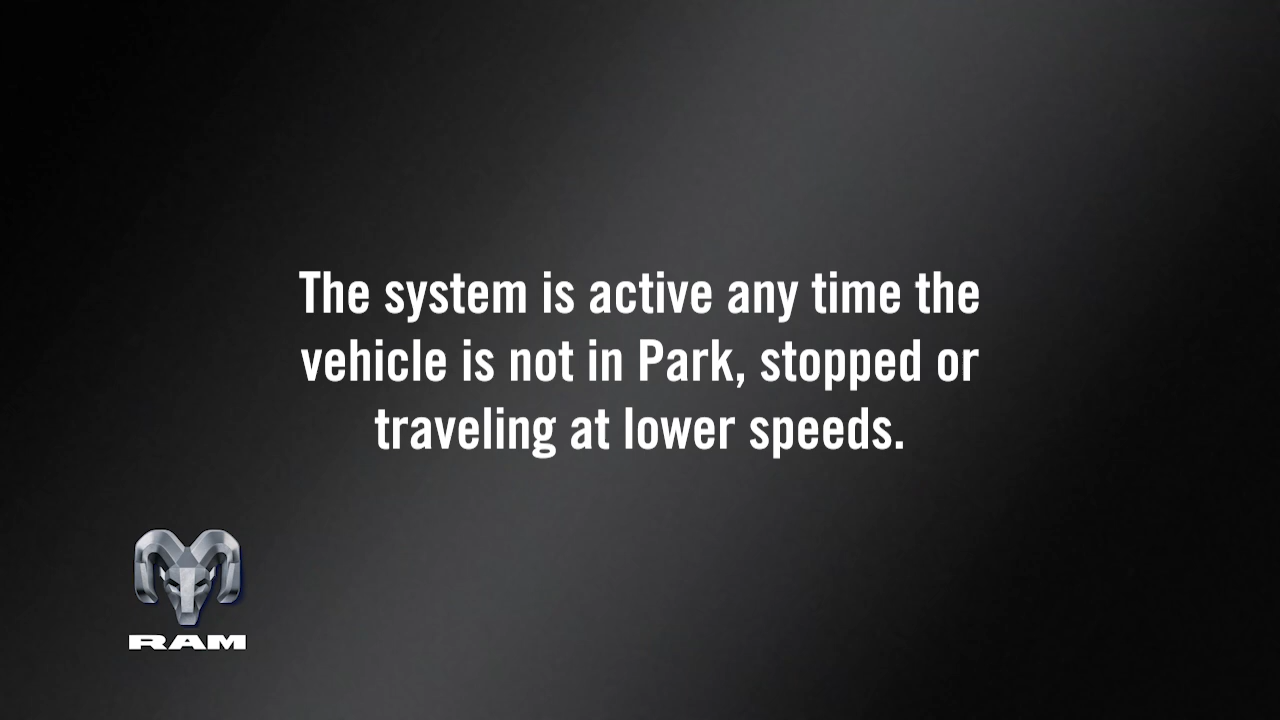 The system is active any time the
vehicle is not in Park, stopped or
traveling at lower speeds.
RAM